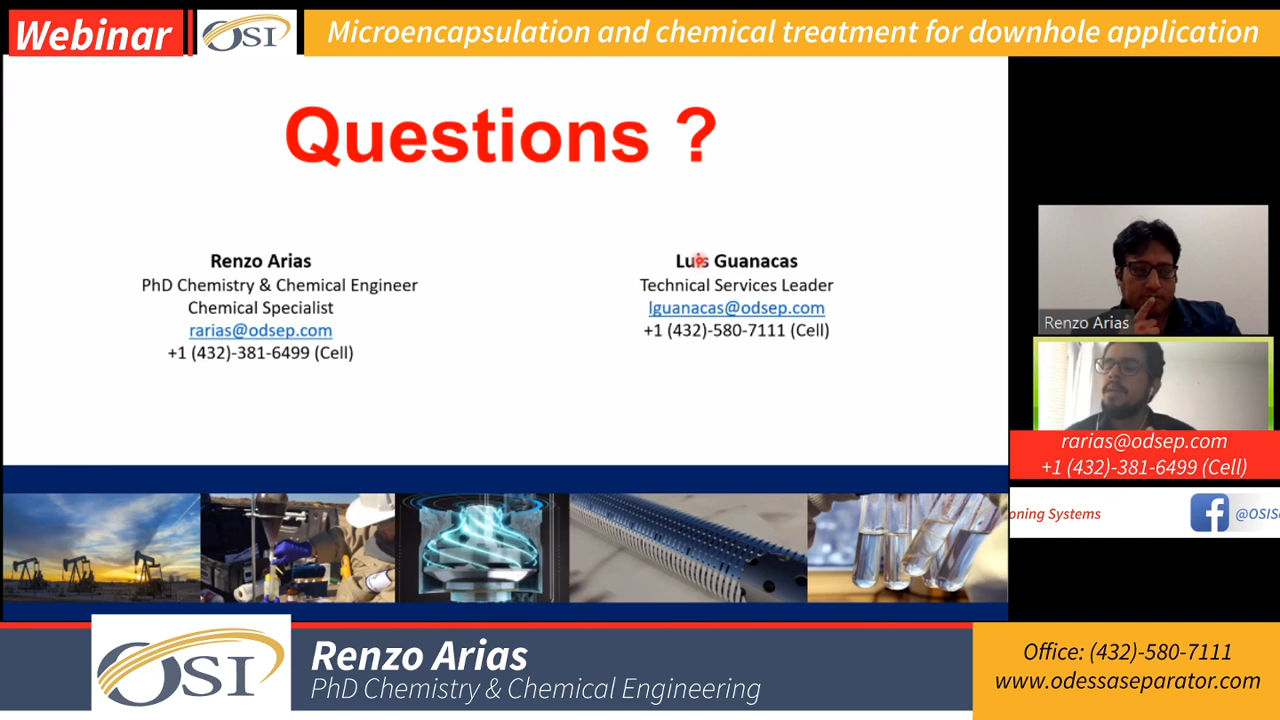 Webinar
OSI
Microencapsulation and chemical treatment for downhole application
Questions ?
Renzo Arias
PhD Chemistry & Chemical Engineer
Chemical Specialist
rarias@odsep.com
+1 (432)-381-6499 (Cell)
Luis Guanacas
Technical Services Leader
lguanacas@odsep.com
+1 (432)-580-7111 (Cell)
Renzo Arias
rarias@odsep.com
+1 (432)-381-6499 (Cell)
oning Systems
@OSIS
OSI
Renzo Arias
PhD Chemistry & Chemical Engineering
Office: (432)-580-7111
www.odessaseparator.com